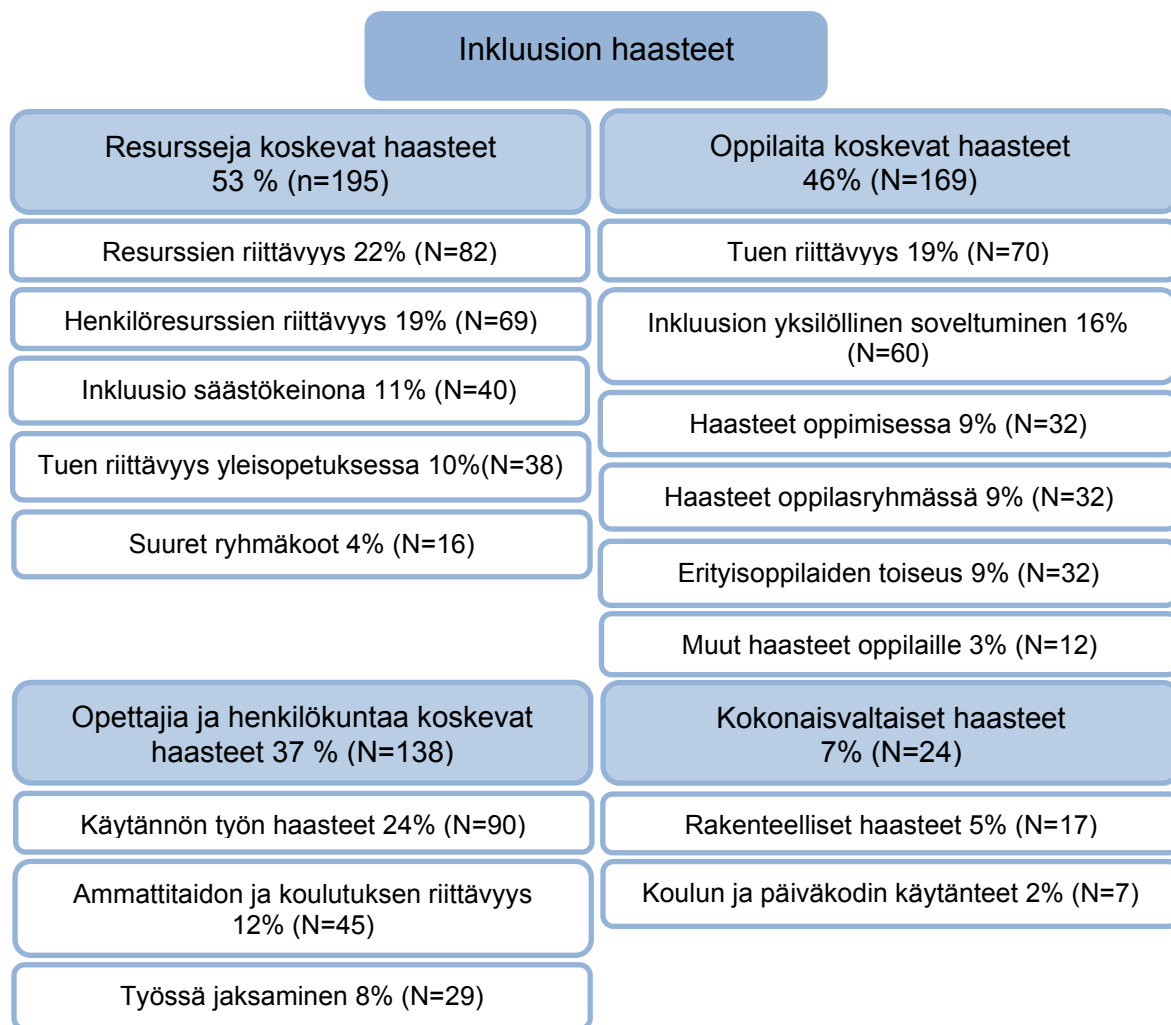 Inkluusion haasteet
Resursseja koskevat haasteet
53 % (n=195)
Resurssien riittävyys 22% (N=82)
Henkilöresurssien riittävyys 19% (N=69)
Inkluusio säästökeinona 11% (N=40)
Tuen riittävyys yleisopetuksessa 10%(N=38)
Suuret ryhmäkoot 4% (N=16)
Oppilaita koskevat haasteet
46% (N=169)
Tuen riittävyys 19% (N=70)
Inkluusion yksilöllinen soveltuminen 16%
(N=60)
Haasteet oppimisessa 9% (N=32)
Haasteet oppilasryhmässä 9% (N=32)
Erityisoppilaiden toiseus 9% (N=32)
Muut haasteet oppilaille 3% (N=12)
Opettajia ja henkilökuntaa koskevat
haasteet 37 % (N=138)
Käytännön työn haasteet 24% (N=90)
Ammattitaidon ja koulutuksen riittävyys
12% (N=45)
Työssä jaksaminen 8% (N=29)
Kokonaisvaltaiset haasteet
7% (N=24)
Rakenteelliset haasteet 5% (N=17)
Koulun ja päiväkodin käytänteet 2% (N=7)